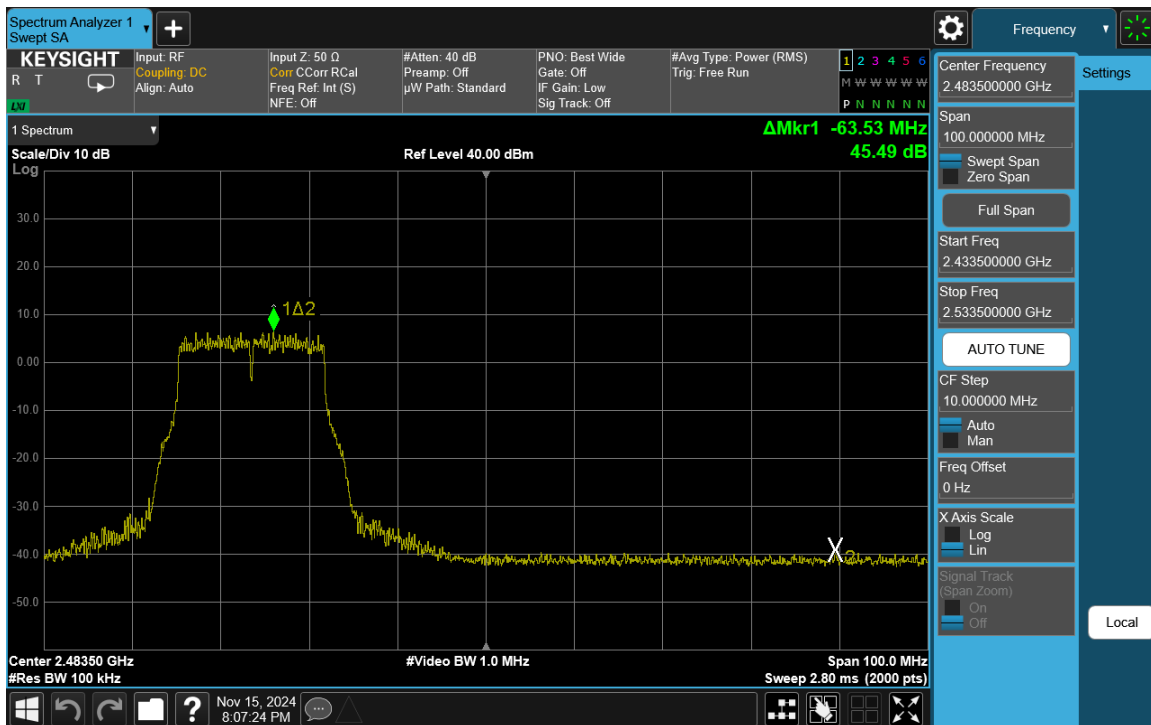 Spectrum Analyzer 1
Swept SA
Frequency
KEYSIGHT
R T
LXI
Input: RF
Coupling: DC
Align: Auto
Input Z: 50 Ω
Corr CCorr RCal
Freq Ref: Int (S)
NFE: Off
#Atten: 40 dB
Preamp: Off
µW Path: Standard
PNO: Best Wide
Gate: Off
IF Gain: Low
Sig Track: Off
#Avg Type: Power (RMS)
Trig: Free Run
1 2 3 4 5 6
M W W W W W
P N N N N N
1 Spectrum
Scale/Div 10 dB
Log
Ref Level 40.00 dBm
ΔMkr1 -63.53 MHz
45.49 dB
30.0
20.0
10.0
0.00
-10.0
-20.0
-30.0
-40.0
-50.0
1Δ2
Center 2.48350 GHz
#Res BW 100 kHz
#Video BW 1.0 MHz
Span 100.0 MHz
Sweep 2.80 ms (2000 pts)
Nov 15, 2024
8:07:24 PM
Center Frequency
2.483500000 GHz
Span
100.000000 MHz
Swept Span
Zero Span
Full Span
Start Freq
2.433500000 GHz
Stop Freq
2.533500000 GHz
AUTO TUNE
CF Step
10.000000 MHz
Auto
Man
Freq Offset
0 Hz
X Axis Scale
Log
Lin
Signal Track
(Span Zoom)
On
Off
Settings
Local